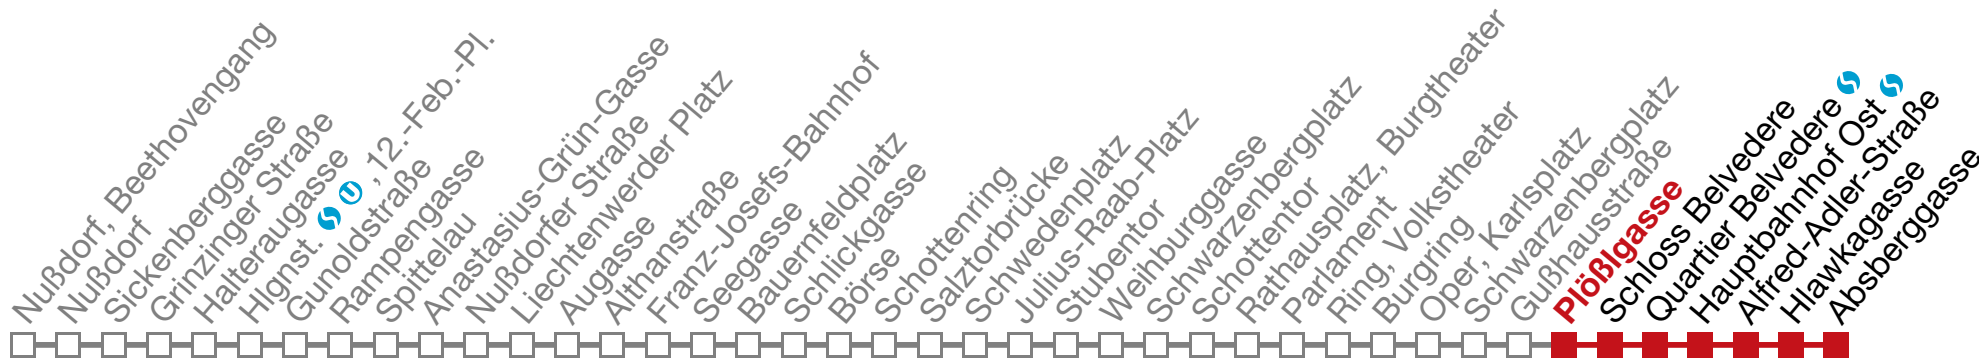 Nußdorf, Beethovengang
Nußdorf
Sickenberggasse
Grinzinger Straße
Halteraugasse
Hlgnst. S U , 12.-Feb.-Pl.
Gunoldstraße
Rampengasse
Spittelau
Anastasius-Grün-Gasse
Nußdorfer Straße
Liechtenwerder Platz
Augasse
Althanstraße
Franz-Josefs-Bahnhof
Seegasse
Bauernfeldplatz
Schlickgasse
Börse
Schottenring
Salztorbrücke
Schwedenplatz
Julius-Raab-Platz
Stubentor
Weihburggasse
Schwarzenbergplatz
Schottentor
Rathausplatz, Burgtheater
Parlament
Ring, Volkstheater
Burgring
Oper, Karlsplatz
Schwarzenbergplatz
Gußhausstraße
Plößlgasse
Schloss Belvedere
Quartier Belvedere S
Hauptbahnhof Ost S
Alfred-Adler-Straße
Hlawkagasse
Absberggasse